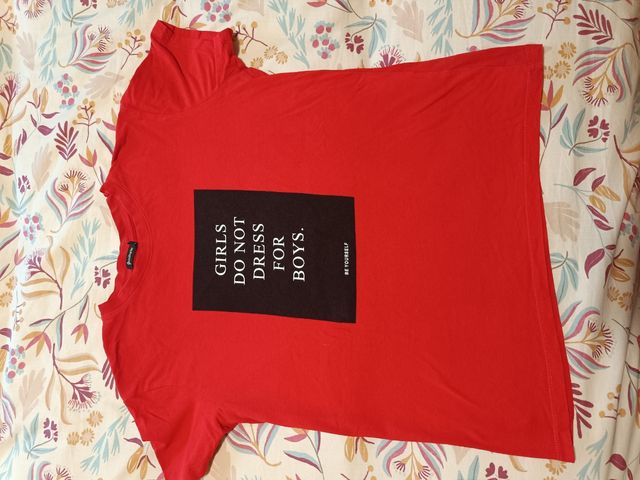 GIRLS
DO NOT
DRESS
FOR
BOYS.
BE YOURSELF